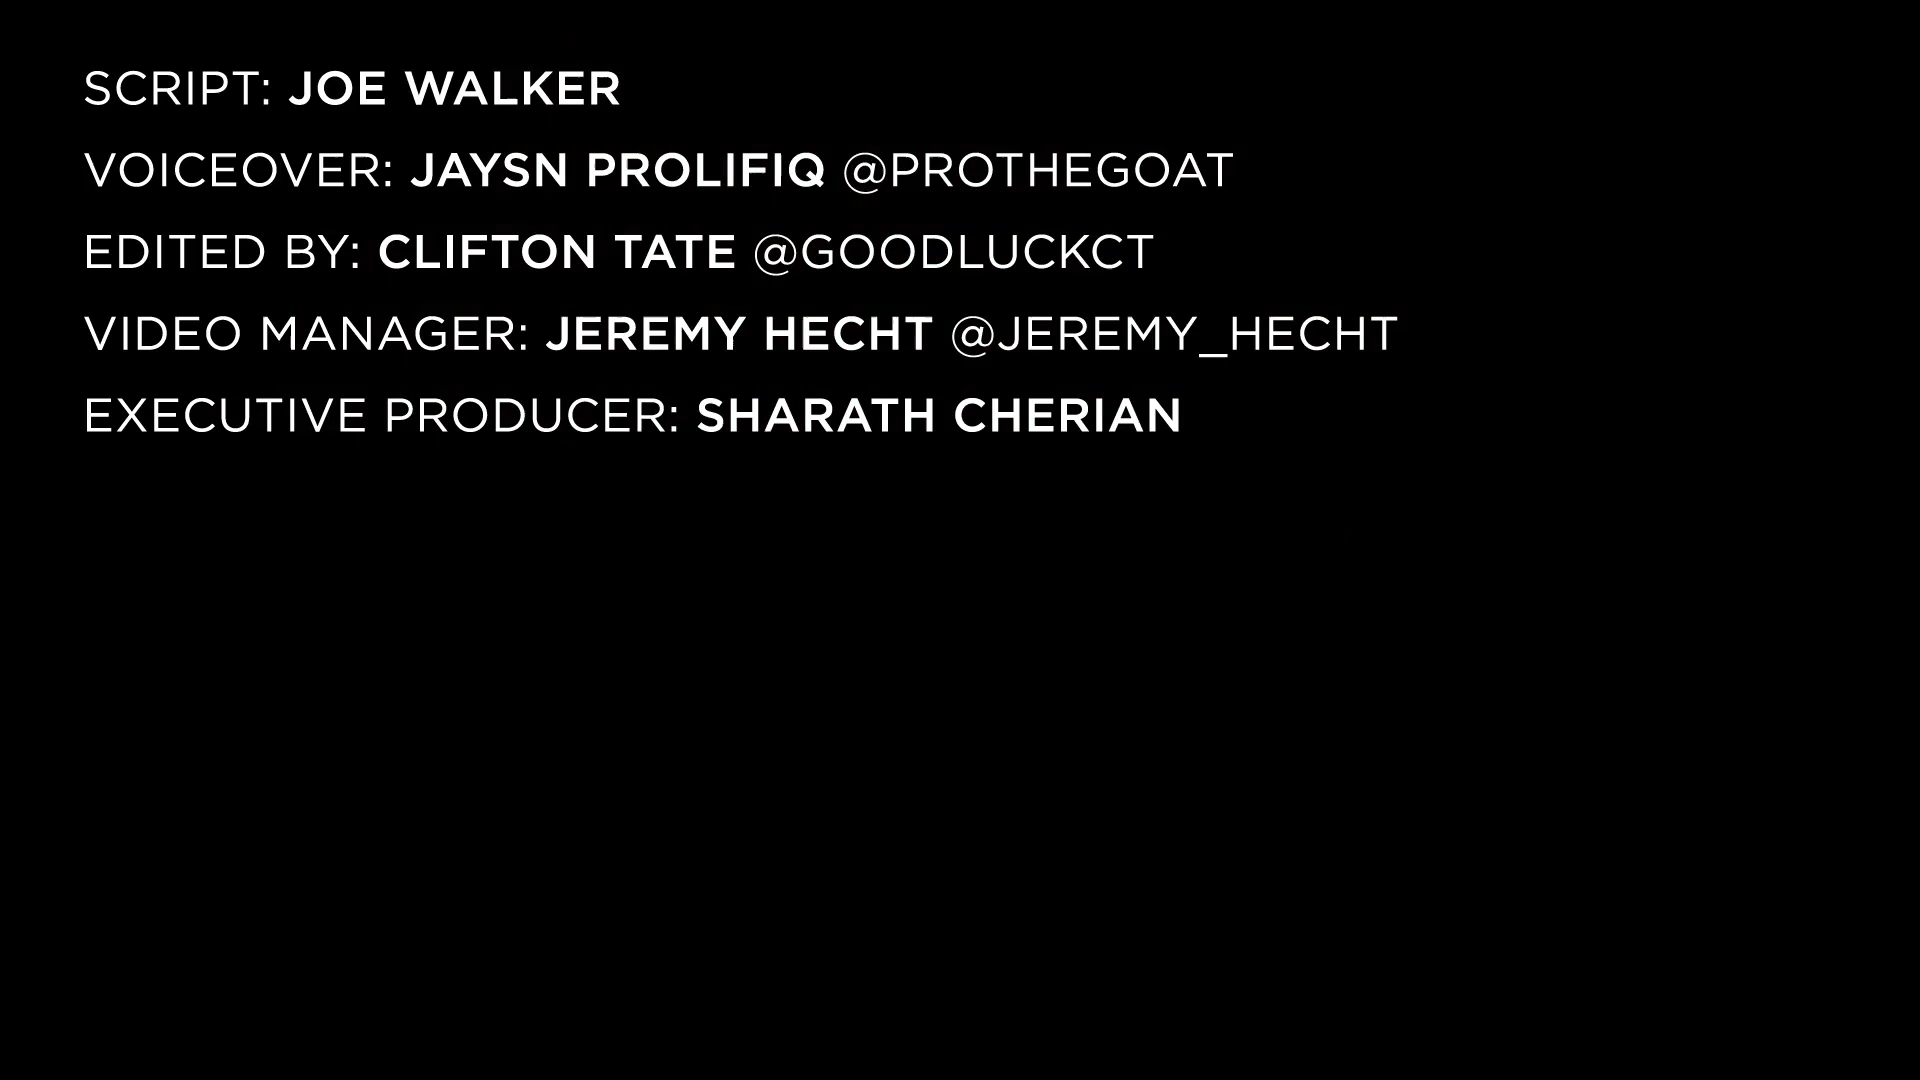 SCRIPT: JOE WALKER
VOICEOVER: JAYSN PROLIFIQ @PROTHEGOAT
EDITED BY: CLIFTON TATE @GOODLUCKCT
VIDEO MANAGER: JEREMY HECHT @JEREMY_HECHT
EXECUTIVE PRODUCER: SHARATH CHERIAN